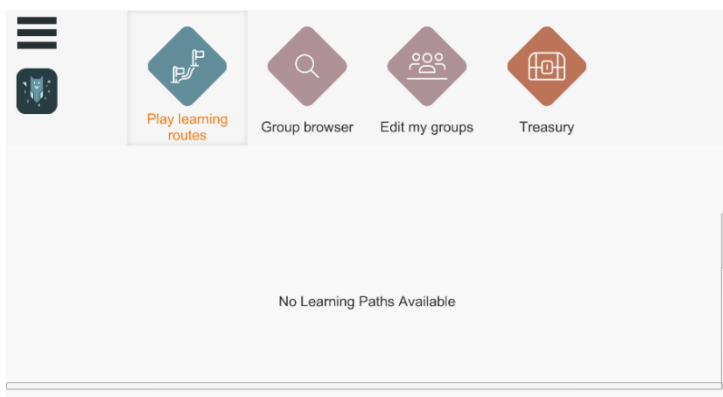 Play learning
routes
Group browser
Edit my groups
Treasury
No Learning Paths Available